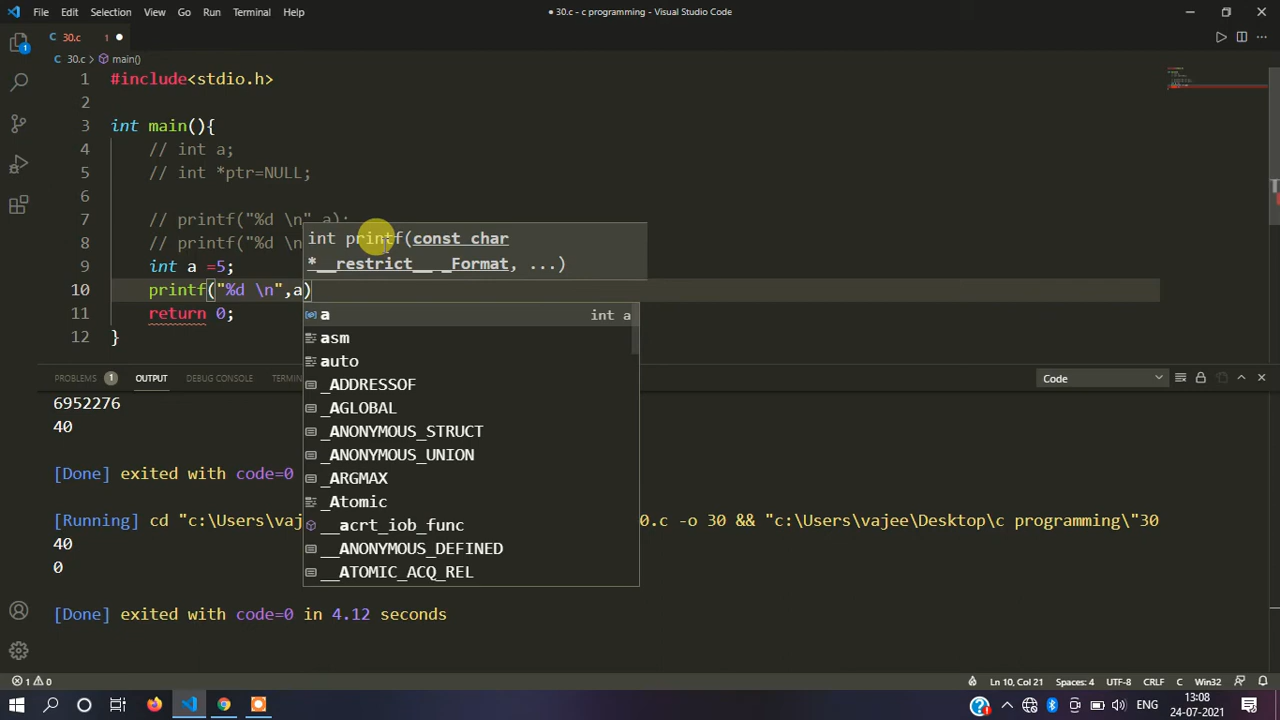 File Edit Selection View Go Run Terminal Help
30.c - c programming - Visual Studio Code
C 30.c 1
C 30.c > main()
1 #include<stdio.h>
2
3 int main(){
4 // int a;
5 // int *ptr=NULL;
6
7 // printf("%d \n",a);
8 // printf("%d \n
int printf(const char
*__restrict__ _Format, ...)
9 int a =5;
10 printf("%d \n",a)
11 return 0;
12 }
a int a
asm
auto
_ADDRESSOF
_AGLOBAL
_ANONYMOUS_STRUCT
_ANONYMOUS_UNION
_ARGMAX
_Atomic
__acrt_iob_func
__ANONYMOUS_DEFINED
__ATOMIC_ACQ_REL
PROBLEMS 1 OUTPUT DEBUG CONSOLE TERMIN
Code
6952276
40
[Done] exited with code=0
[Running] cd "c:\Users\vaj 0.c -o 30 && "c:\Users\vajee\Desktop\c programming\"30
40
0
[Done] exited with code=0 in 4.12 seconds
1 0
Ln 10, Col 21 Spaces: 4 UTF-8 CRLF C Win32
ENG
13:08
24-07-2021